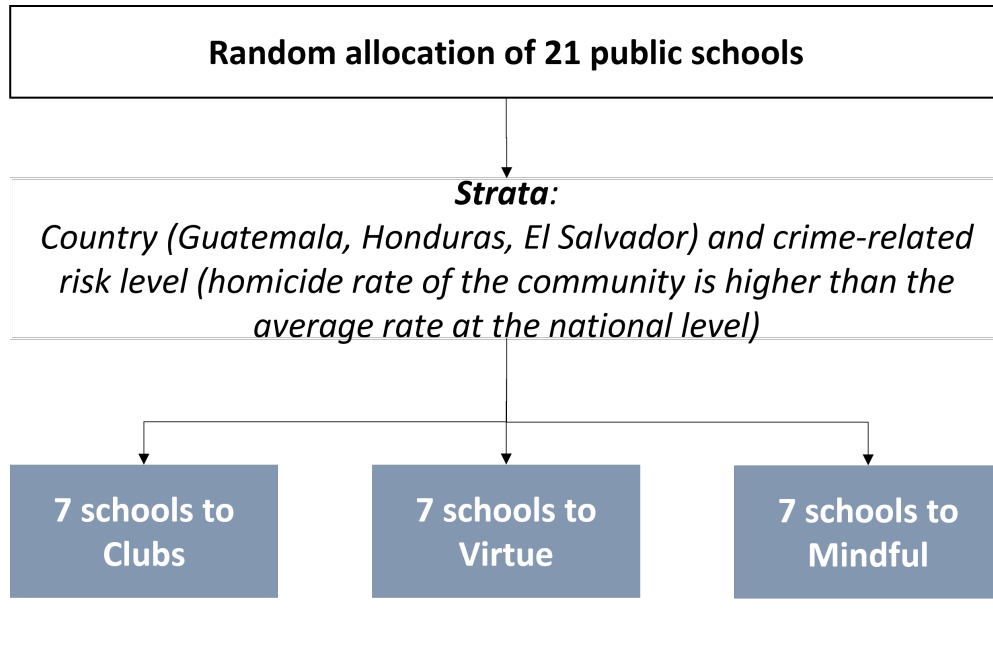 Random allocation of 21 public schools
Strata:
Country (Guatemala, Honduras, El Salvador) and crime-related
risk level (homicide rate of the community is higher than the
average rate at the national level)
7 schools to
Clubs
7 schools to
Virtue
7 schools to
Mindful